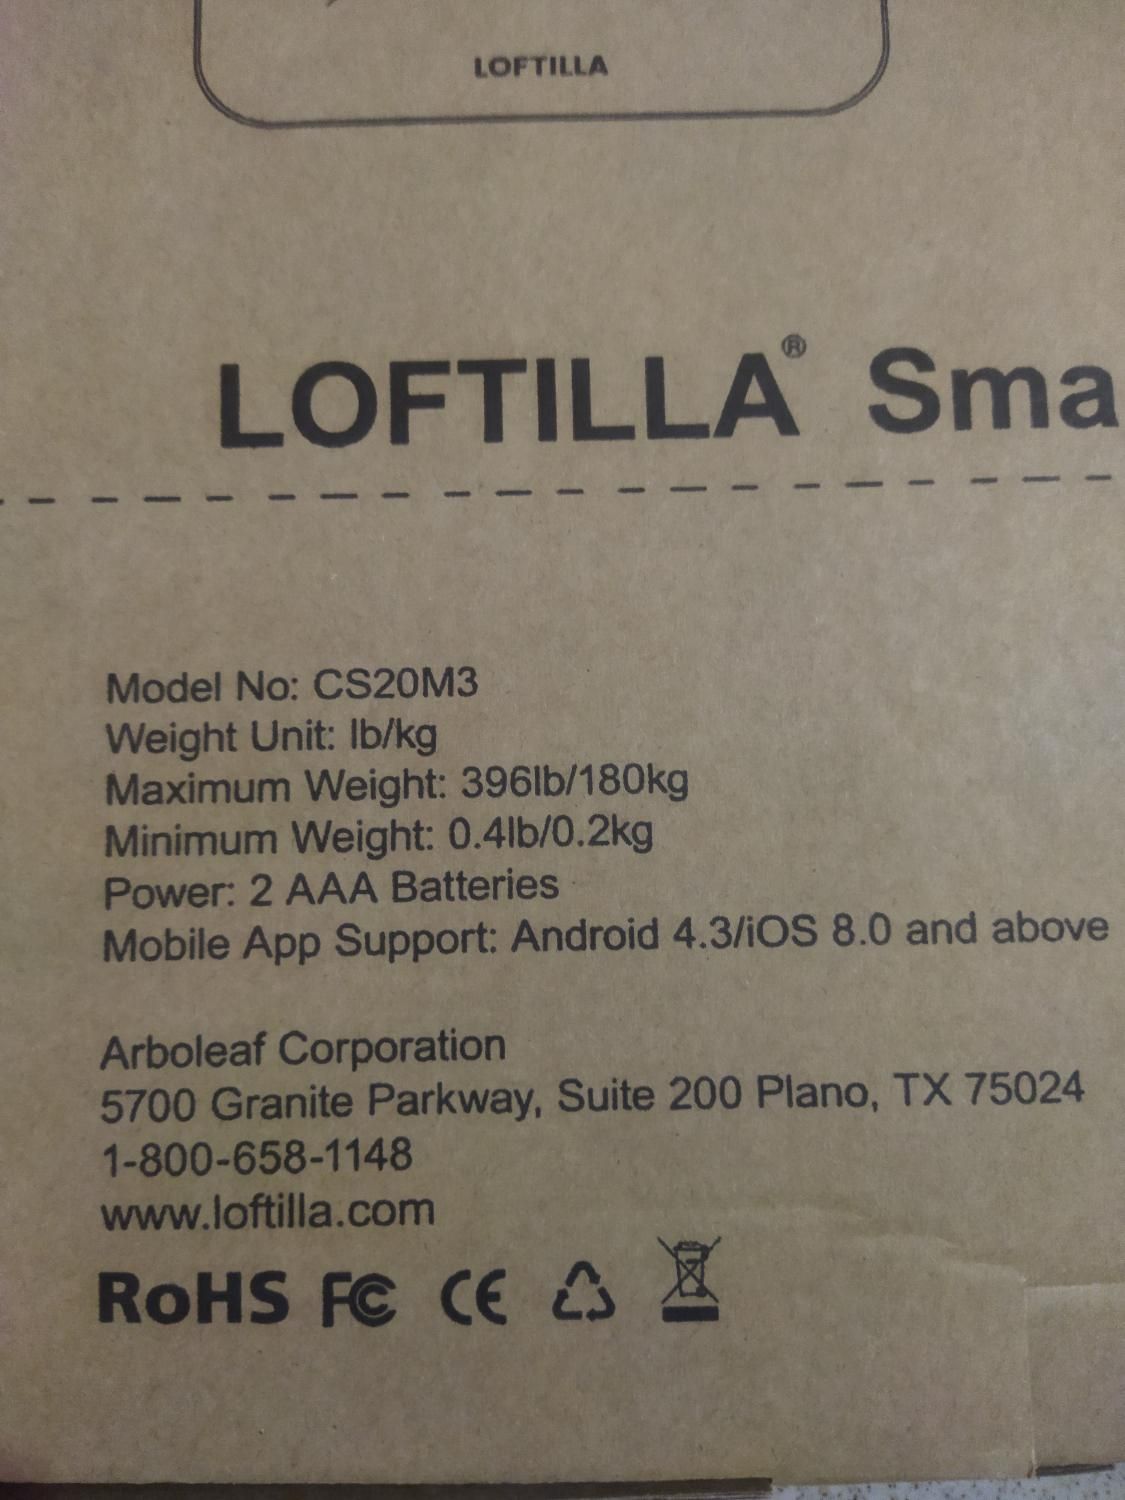 LOFTILLA
LOFTILLA® Sma
Model No: CS20M3
Weight Unit: lb/kg
Maximum Weight: 396lb/180kg
Minimum Weight: 0.4lb/0.2kg
Power: 2 AAA Batteries
Mobile App Support: Android 4.3/iOS 8.0 and above
Arboleaf Corporation
5700 Granite Parkway, Suite 200 Plano, TX 75024
1-800-658-1148
www.loftilla.com
RoHS FC CE